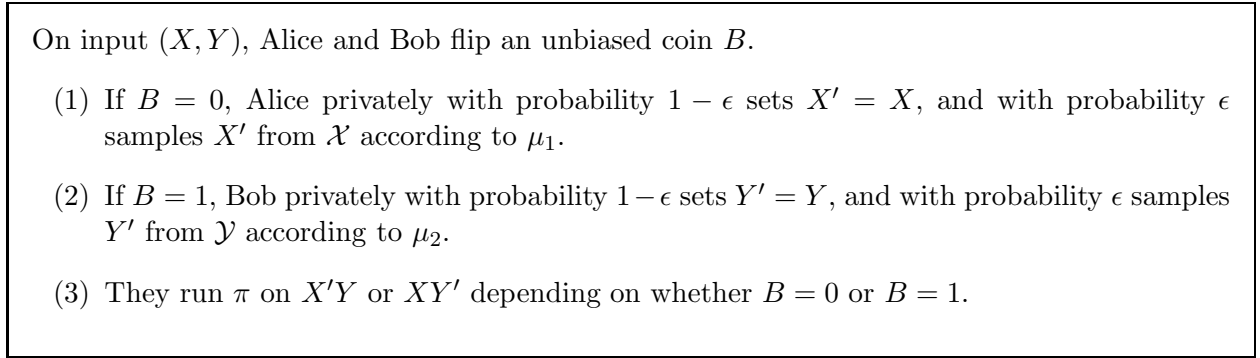 On input (X, Y), Alice and Bob flip an unbiased coin B.
(1) If B = 0, Alice privately with probability 1 − ϵ sets X′ = X, and with probability ϵ
samples X′ from 𝒳 according to μ₁.
(2) If B = 1, Bob privately with probability 1−ϵ sets Y′ = Y, and with probability ϵ samples
Y′ from 𝒴 according to μ₂.
(3) They run π on X′Y or XY′ depending on whether B = 0 or B = 1.